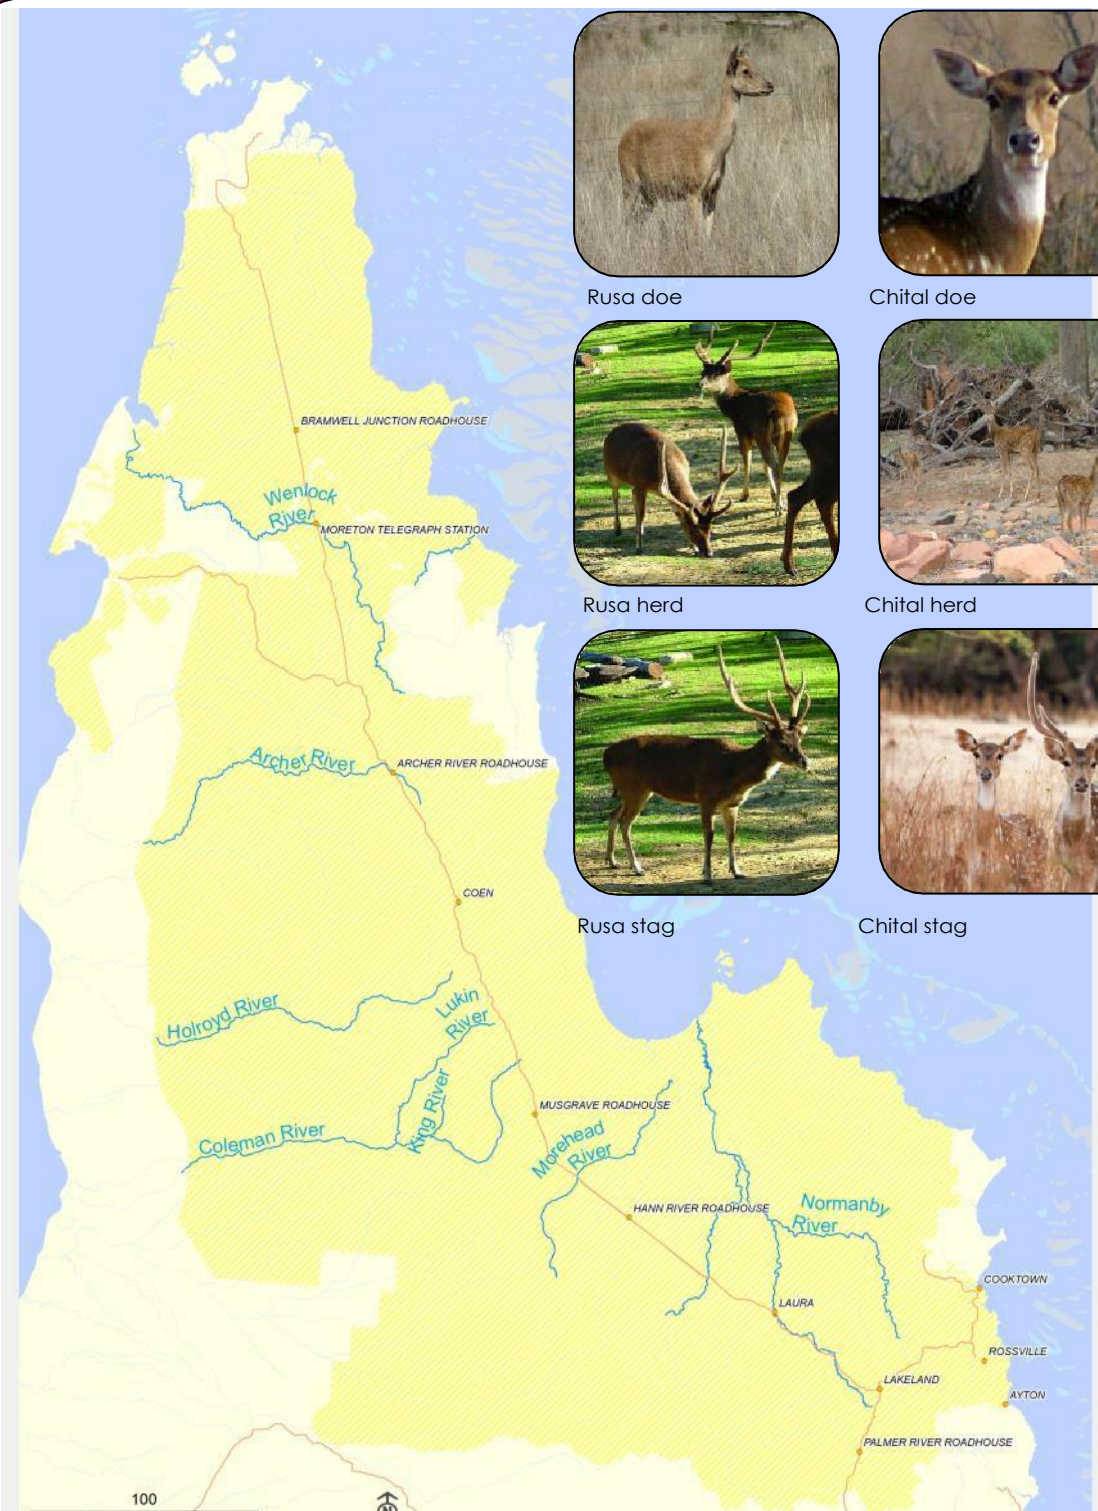 Rusa doe
Chital doe
Rusa herd
Chital herd
Rusa stag
Chital stag
BRAMWELL JUNCTION ROADHOUSE
Wenlock
River
MORETON TELEGRAPH STATION
Archer River
ARCHER RIVER ROADHOUSE
COEN
Holroyd River
Lukin
River
King River
Coleman River
MUSGRAVE ROADHOUSE
Morehead
River
HANN RIVER ROADHOUSE
Normanby
River
COOKTOWN
LAURA
ROSSVILLE
LAKELAND
AYTON
PALMER RIVER ROADHOUSE
100
N